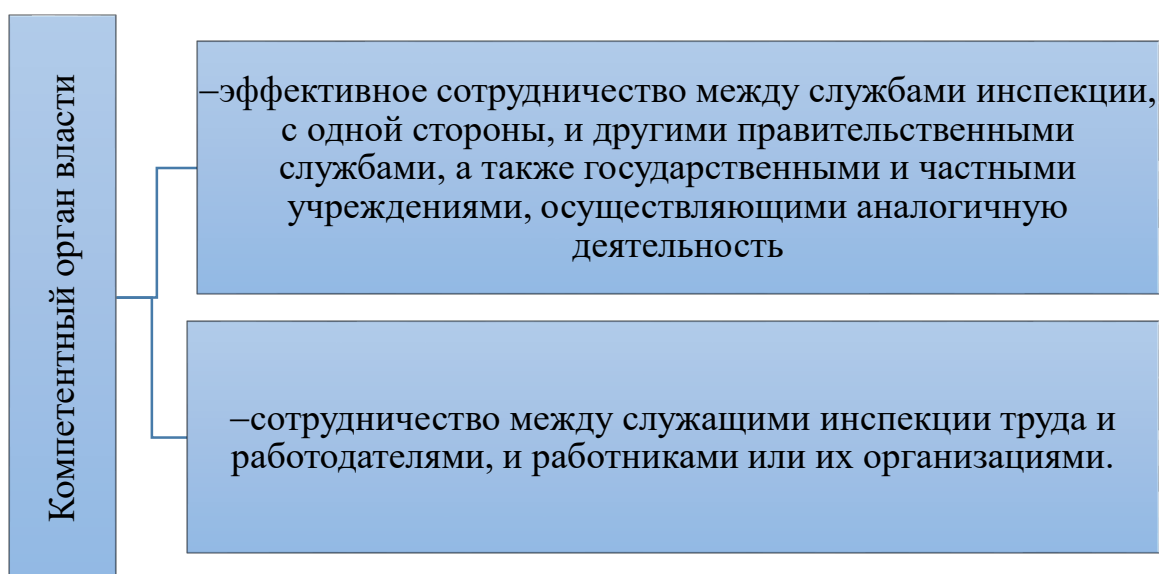 Компетентный орган власти
–эффективное сотрудничество между службами инспекции,
с одной стороны, и другими правительственными
службами, а также государственными и частными
учреждениями, осуществляющими аналогичную
деятельность
–сотрудничество между служащими инспекции труда и
работодателями, и работниками или их организациями.